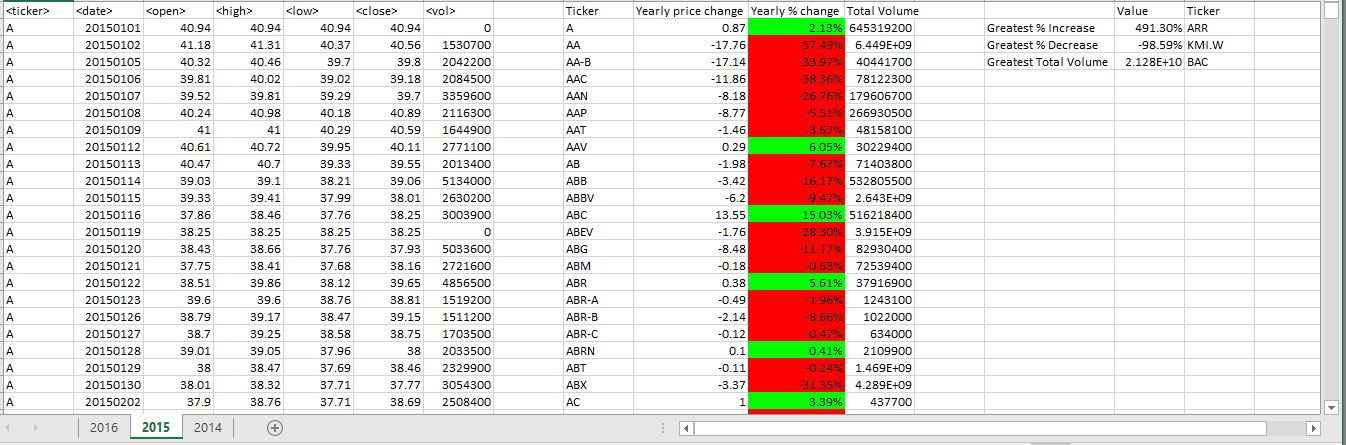 <ticker> <date> <open> <high> <low> <close> <vol> Ticker Yearly price change Yearly % change Total Volume Value Ticker
A 20150101 40.94 40.94 40.94 40.94 0 A 0.87 2.13% 645319200 Greatest % Increase 491.30% ARR
A 20150102 41.18 41.31 40.37 40.56 1530700 AA -17.76 -37.49% 6.449E+09 Greatest % Decrease -98.59% KMI.W
A 20150105 40.32 40.46 39.7 39.8 2042200 AA-B -17.14 -33.97% 40441700 Greatest Total Volume 2.128E+10 BAC
A 20150106 39.81 40.02 39.02 39.18 2084500 AAC -11.86 -38.36% 78122300
A 20150107 39.52 39.81 39.29 39.7 3359600 AAN -8.18 -26.76% 179606700
A 20150108 40.24 40.98 40.18 40.89 2116300 AAP -8.77 -5.51% 266930500
A 20150109 41 41 40.29 40.59 1644900 AAT -1.46 -3.67% 48158100
A 20150112 40.61 40.72 39.95 40.11 2771100 AAV 0.29 6.05% 30229400
A 20150113 40.47 40.7 39.33 39.55 2013400 AB -1.98 -7.67% 71403800
A 20150114 39.03 39.1 38.21 39.06 5134000 ABB -3.42 -16.17% 532805500
A 20150115 39.33 39.41 37.99 38.01 2630200 ABBV -6.2 -9.47% 2.643E+09
A 20150116 37.86 38.46 37.76 38.25 3003900 ABC 13.55 15.03% 516218400
A 20150119 38.25 38.25 38.25 38.25 0 ABEV -1.76 -28.30% 3.915E+09
A 20150120 38.43 38.66 37.76 37.93 5033600 ABG -8.48 -11.17% 82930400
A 20150121 37.75 38.41 37.68 38.16 2721600 ABM -0.18 -0.63% 72539400
A 20150122 38.51 39.86 38.12 39.65 4856500 ABR 0.38 5.61% 37916900
A 20150123 39.6 39.6 38.76 38.81 1519200 ABR-A -0.49 -1.96% 1243100
A 20150126 38.79 39.17 38.47 39.15 1511200 ABR-B -2.14 -8.66% 1022000
A 20150127 38.7 39.25 38.58 38.75 1703500 ABR-C -0.12 -0.47% 634000
A 20150128 39.01 39.05 37.96 38 2033500 ABRN 0.1 0.41% 2109900
A 20150129 38 38.47 37.69 38.46 2329900 ABT -0.11 -0.24% 1.469E+09
A 20150130 38.01 38.32 37.71 37.77 3054300 ABX -3.37 -31.35% 4.289E+09
A 20150202 37.9 38.76 37.71 38.69 2508400 AC 1 3.39% 437700
2016 2015 2014